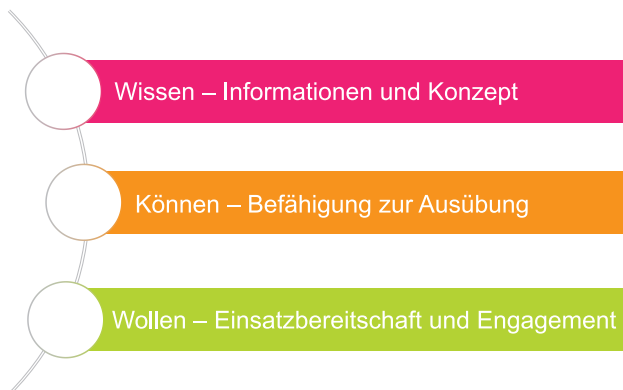 Wissen – Informationen und Konzept
Können – Befähigung zur Ausübung
Wollen – Einsatzbereitschaft und Engagement